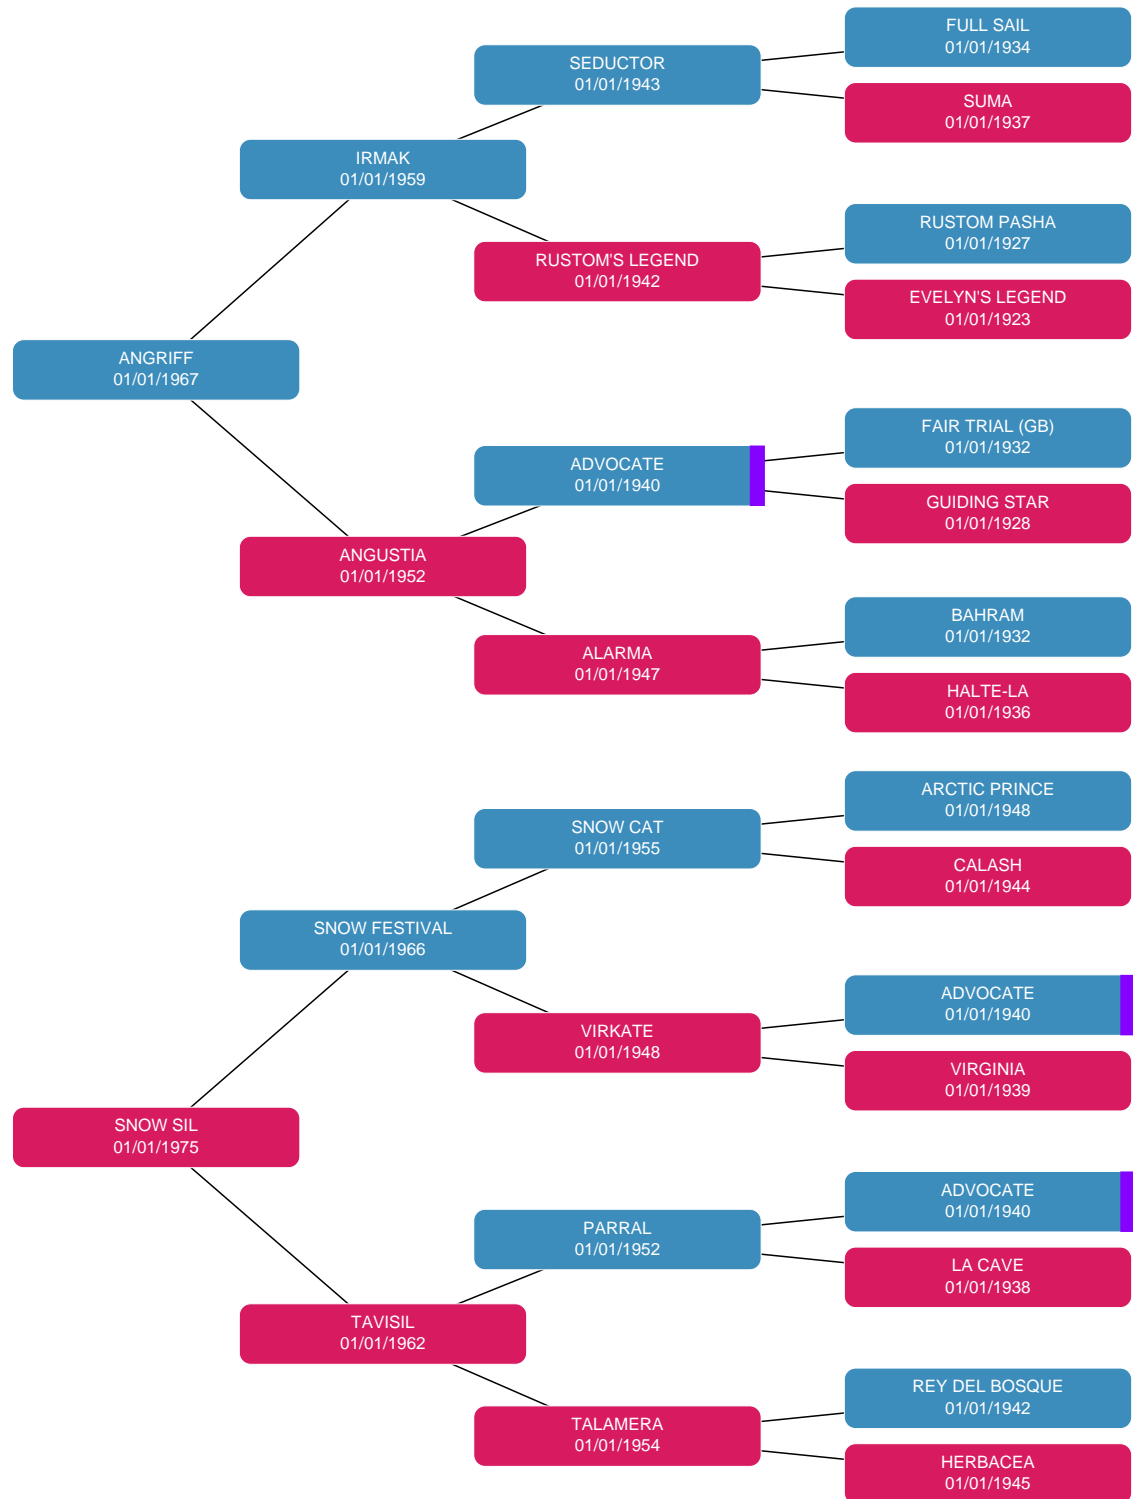 FULL SAIL
01/01/1934
SEDUCTOR
01/01/1943
SUMA
01/01/1937
IRMAK
01/01/1959
RUSTOM PASHA
01/01/1927
RUSTOM'S LEGEND
01/01/1942
EVELYN'S LEGEND
01/01/1923
ANGRIFF
01/01/1967
FAIR TRIAL (GB)
01/01/1932
ADVOCATE
01/01/1940
GUIDING STAR
01/01/1928
ANGUSTIA
01/01/1952
BAHRAM
01/01/1932
ALARMA
01/01/1947
HALTE-LA
01/01/1936
ARCTIC PRINCE
01/01/1948
SNOW CAT
01/01/1955
CALASH
01/01/1944
SNOW FESTIVAL
01/01/1966
ADVOCATE
01/01/1940
VIRKATE
01/01/1948
VIRGINIA
01/01/1939
SNOW SIL
01/01/1975
ADVOCATE
01/01/1940
PARRAL
01/01/1952
LA CAVE
01/01/1938
TAVISIL
01/01/1962
REY DEL BOSQUE
01/01/1942
TALAMERA
01/01/1954
HERBACEA
01/01/1945